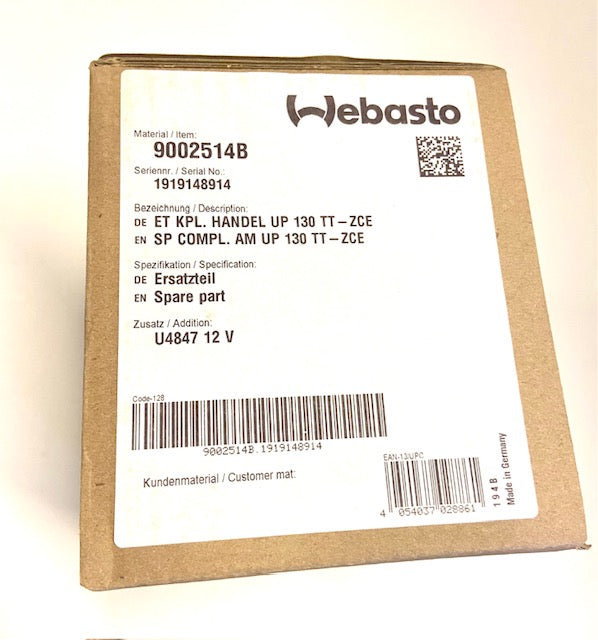 Webasto
Material / Item:
9002514B
Seriennr. / Serial No.:
1919148914
Bezeichnung / Description:
DE ET KPL. HANDEL UP 130 TT-ZCE
EN SP COMPL. AM UP 130 TT-ZCE
Spezifikation / Specification:
DE Ersatzteil
EN Spare part
Zusatz / Addition:
U4847 12 V
Code-128
9002514B.1919148914
Kundenmaterial / Customer mat:
EAN-13/UPC
4 054037 028861
194B
Made in Germany